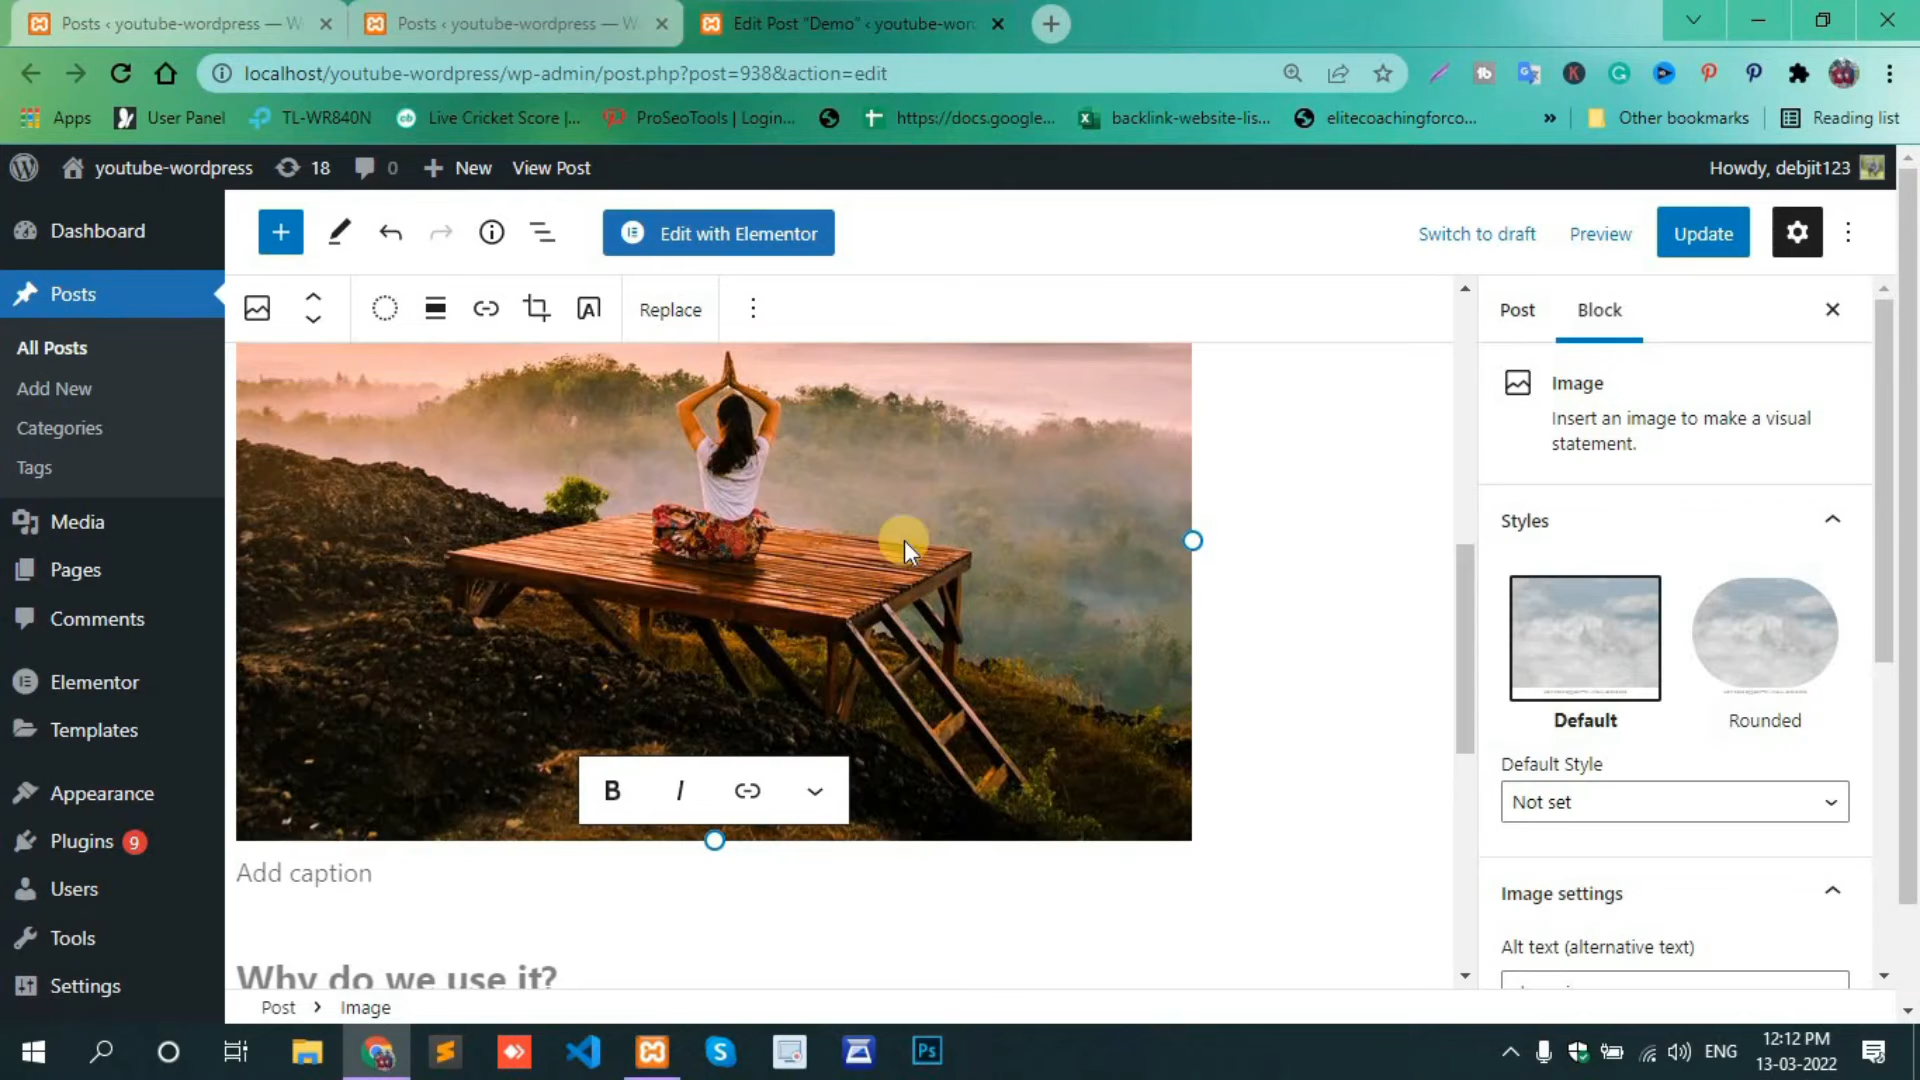 Posts ‹ youtube-wordpress — W
Posts ‹ youtube-wordpress — W
Edit Post "Demo" ‹ youtube-word
localhost/youtube-wordpress/wp-admin/post.php?post=938&action=edit
Apps
User Panel
TL-WR840N
Live Cricket Score |...
ProSeoTools | Login...
https://docs.google...
backlink-website-lis...
elitecoachingforco...
»
Other bookmarks
Reading list
youtube-wordpress
18
0
New
View Post
Howdy, debjit123
Dashboard
Posts
All Posts
Add New
Categories
Tags
Media
Pages
Comments
Elementor
Templates
Appearance
Plugins 9
Users
Tools
Settings
Edit with Elementor
Switch to draft
Preview
Update
A
Replace
B I
Add caption
Why do we use it?
Post > Image
Post
Block
Image
Insert an image to make a visual
statement.
Styles
Default
Rounded
Default Style
Not set
Image settings
Alt text (alternative text)
Ps
ENG
12:12 PM
13-03-2022